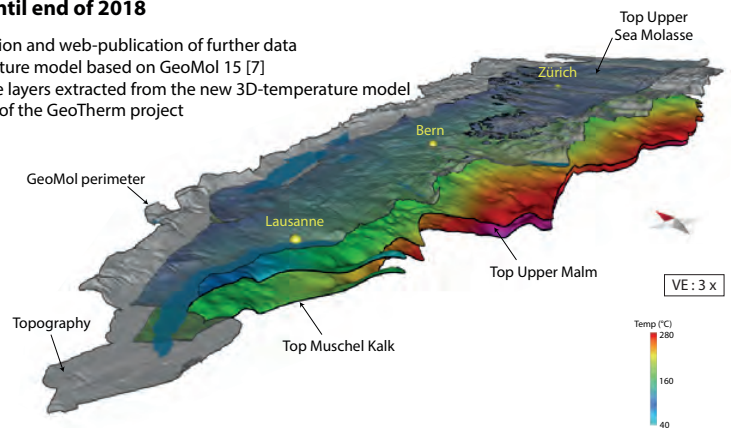 ntil end of 2018
ion and web-publication of further data
ture model based on GeoMol 15 [7]
e layers extracted from the new 3D-temperature model
of the GeoTherm project
Top Upper
Sea Molasse
Zürich
Bern
GeoMol perimeter
Lausanne
Top Upper Malm
VE : 3 x
Topography
Top Muschel Kalk
Temp (°C)
280
160
40